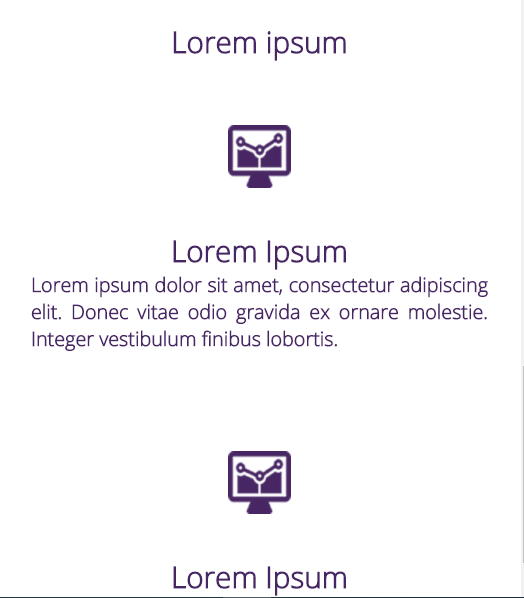 Lorem ipsum
Lorem Ipsum
Lorem ipsum dolor sit amet, consectetur adipiscing
elit. Donec vitae odio gravida ex ornare molestie.
Integer vestibulum finibus lobortis.
Lorem Ipsum